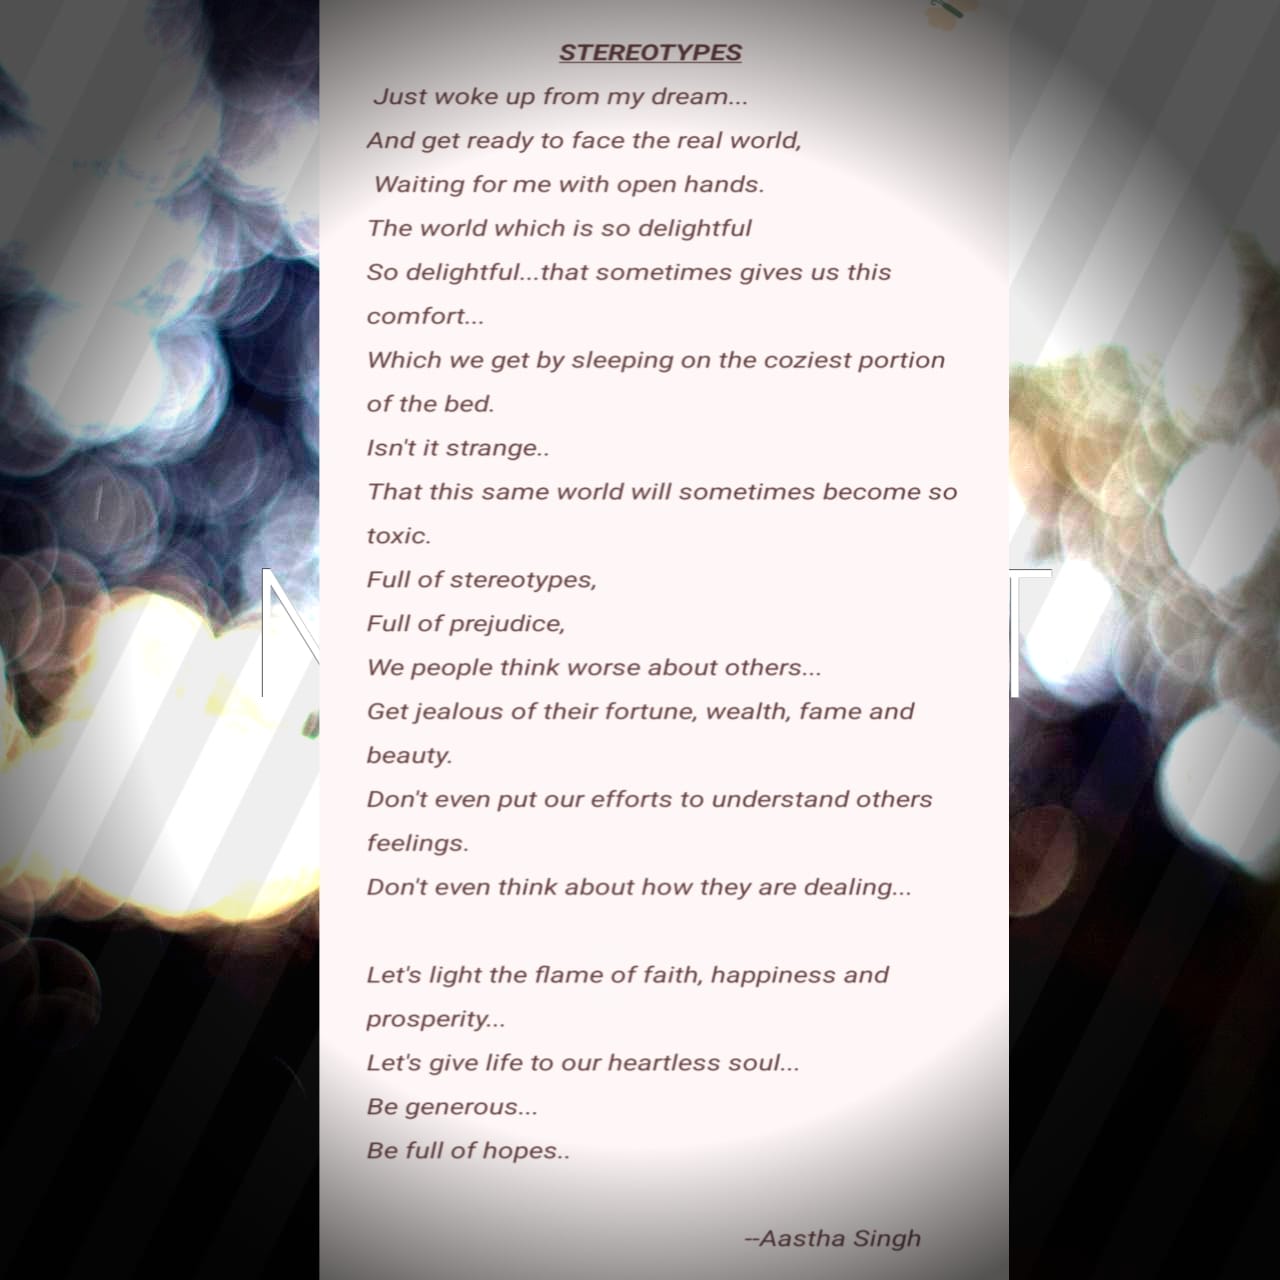 STEREOTYPES
Just woke up from my dream...
And get ready to face the real world,
Waiting for me with open hands.
The world which is so delightful
So delightful...that sometimes gives us this
comfort...
Which we get by sleeping on the coziest portion
of the bed.
Isn't it strange..
That this same world will sometimes become so
toxic.
Full of stereotypes,
Full of prejudice,
We people think worse about others...
Get jealous of their fortune, wealth, fame and
beauty.
Don't even put our efforts to understand others
feelings.
Don't even think about how they are dealing...
Let's light the flame of faith, happiness and
prosperity...
Let's give life to our heartless soul...
Be generous...
Be full of hopes..
--Aastha Singh